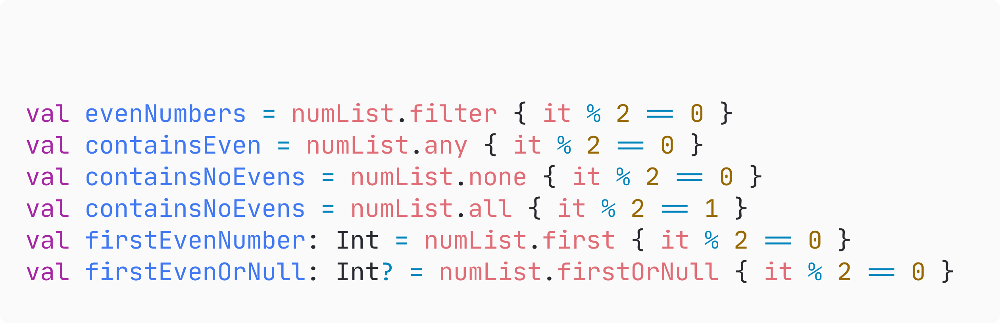 val evenNumbers = numList.filter { it % 2 == 0 }
val containsEven = numList.any { it % 2 == 0 }
val containsNoEvens = numList.none { it % 2 == 0 }
val containsNoEvens = numList.all { it % 2 == 1 }
val firstEvenNumber: Int = numList.first { it % 2 == 0 }
val firstEvenOrNull: Int? = numList.firstOrNull { it % 2 == 0 }